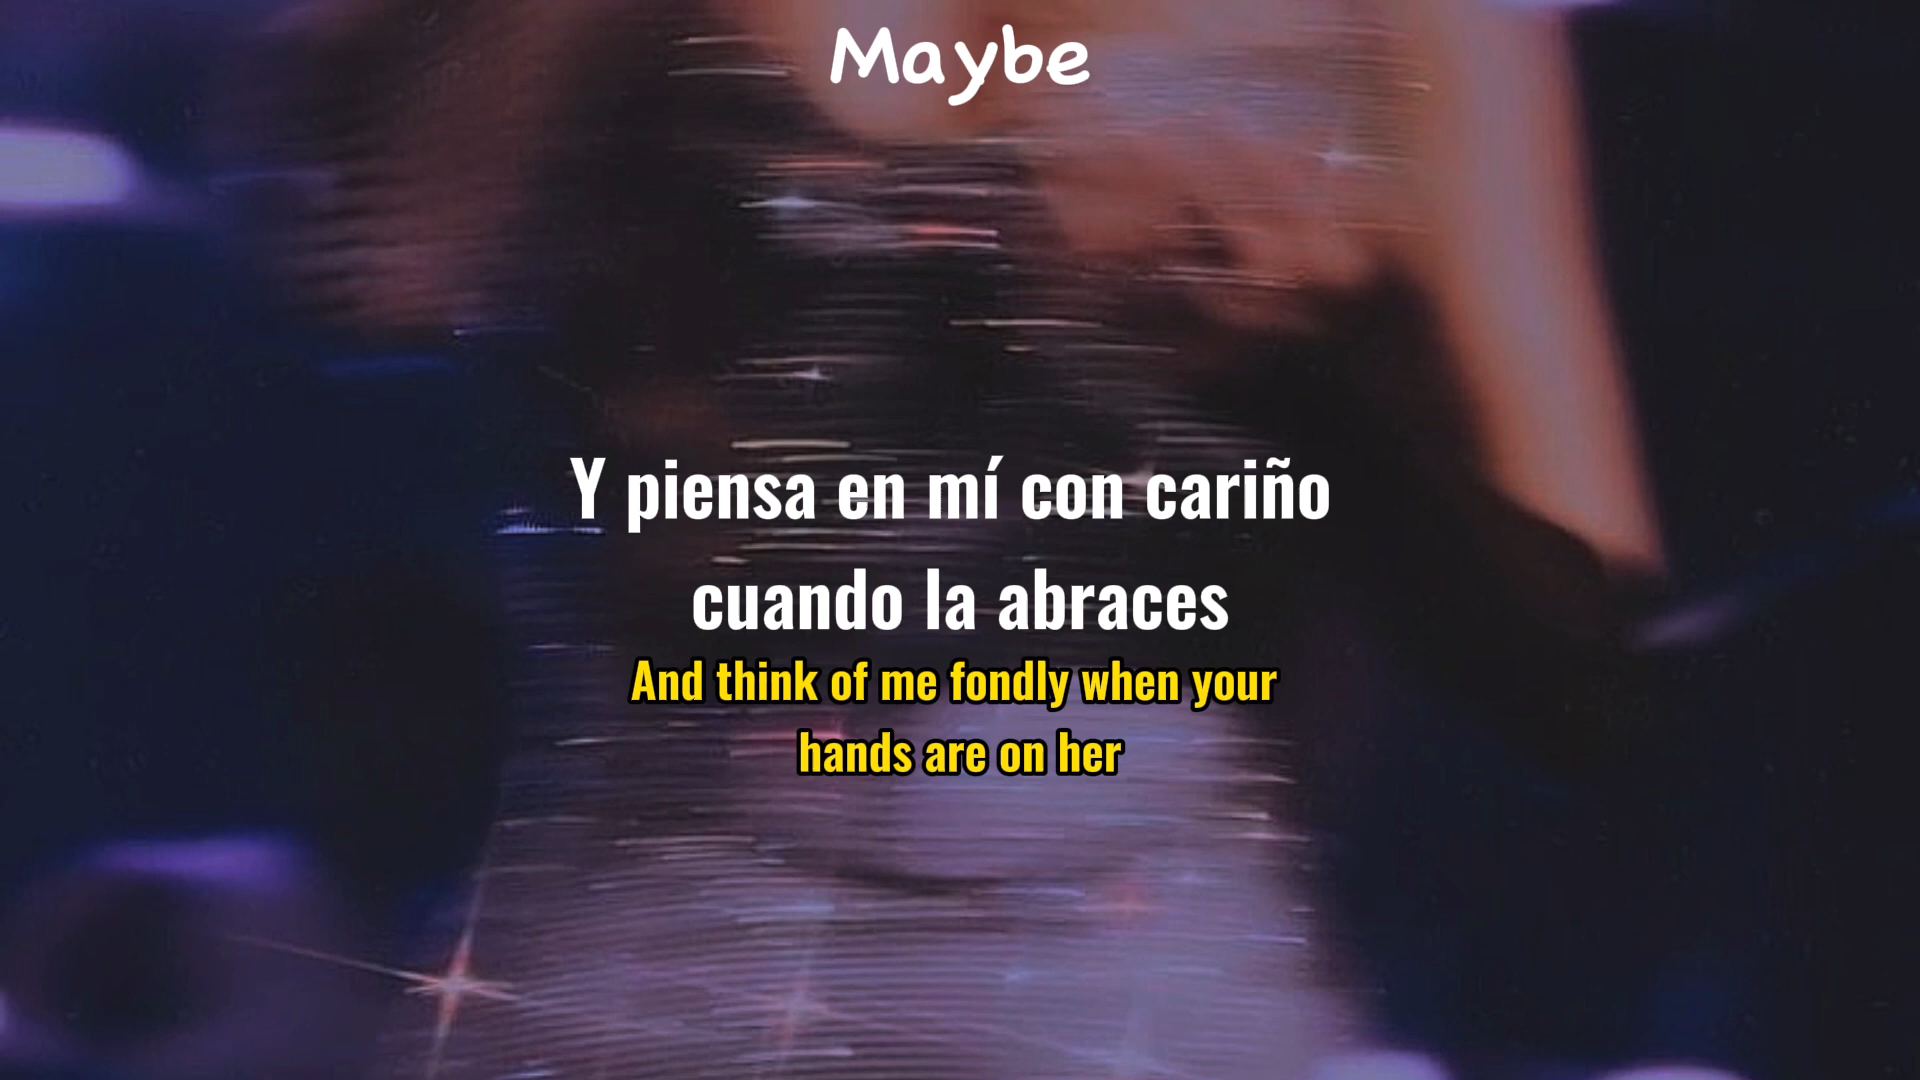 Maybe
Y piensa en mí con cariño
cuando la abraces
And think of me fondly when your
hands are on her